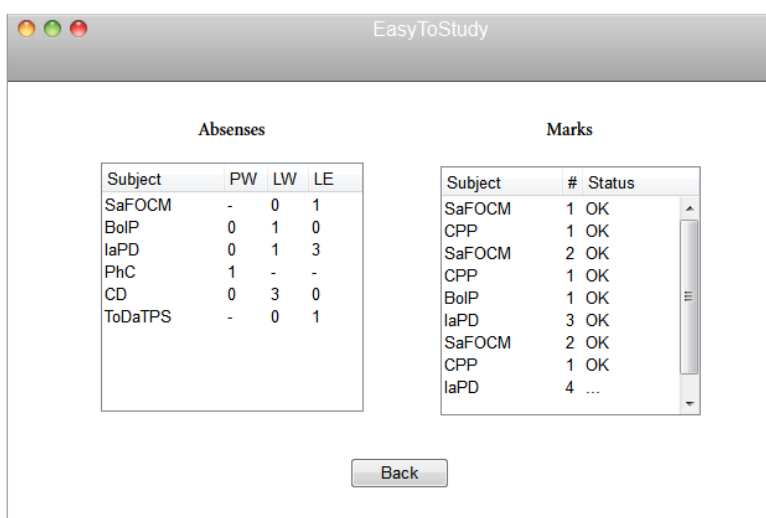 EasyToStudy
Absenses
Subject PW LW LE
SaFOCM - 0 1
BoIP 0 1 0
IaPD 0 1 3
PhC 1 - -
CD 0 3 0
ToDaTPS - 0 1
Marks
Subject # Status
SaFOCM 1 OK
CPP 1 OK
SaFOCM 2 OK
CPP 1 OK
BoIP 1 OK
IaPD 3 OK
SaFOCM 2 OK
CPP 1 OK
IaPD 4 ...
Back